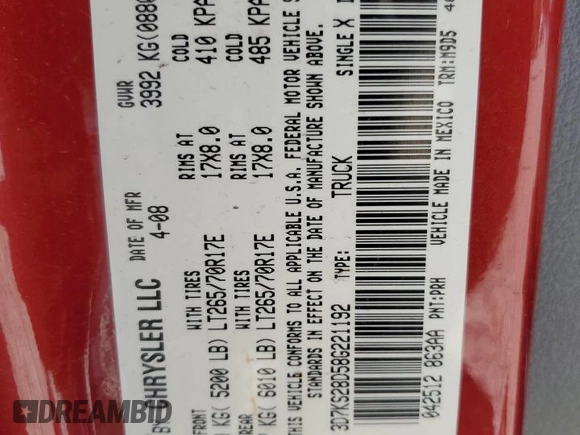 BY CHRYSLER LLC
DATE OF MFR
4-08
GVWR
3992 KG(
FRONT
KG( 5200 LB)
WITH TIRES
LT265/70R17E
RIMS AT
17X8.0
COLD
410 KPA
REAR
KG( 6010 LB)
WITH TIRES
LT265/70R17E
RIMS AT
17X8.0
COLD
485 KPA
VEHICLE CONFORMS TO ALL APPLICABLE U.S.A. FEDERAL MOTOR VEHICLE
STANDARDS IN EFFECT ON THE DATE OF MANUFACTURE SHOWN ABOVE.
3D7KS28D58G221192
TYPE: TRUCK
SINGLE X
042512 863AA PNT:PRH
VEHICLE MADE IN MEXICO
TRM:M9D5
DREAMBID